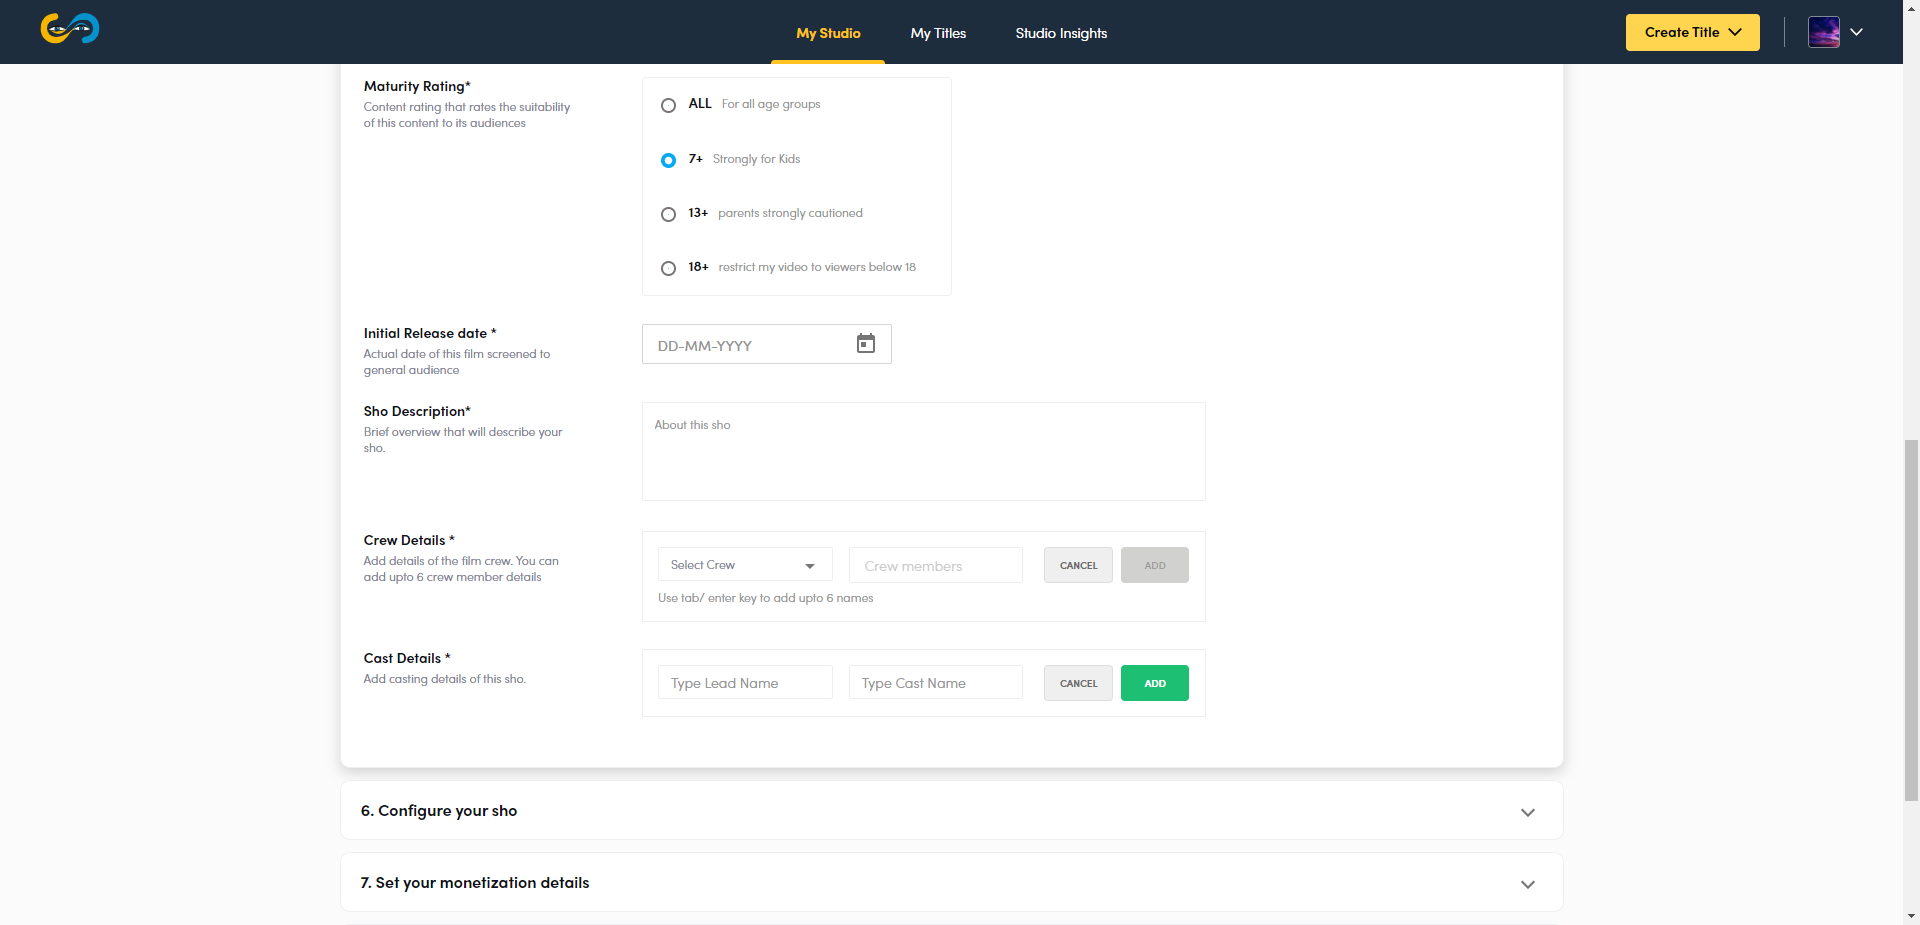 My Studio
My Titles
Studio Insights
Create Title
Maturity Rating*
Content rating that rates the suitability
of this content to its audiences
ALL For all age groups
7+ Strongly for Kids
13+ parents strongly cautioned
18+ restrict my video to viewers below 18
Initial Release date *
Actual date of this film screened to
general audience
DD-MM-YYYY
Sho Description*
Brief overview that will describe your
sho.
About this sho
Crew Details *
Add details of the film crew. You can
add upto 6 crew member details
Select Crew
Crew members
CANCEL
ADD
Use tab/ enter key to add upto 6 names
Cast Details *
Add casting details of this sho.
Type Lead Name
Type Cast Name
CANCEL
ADD
6. Configure your sho
7. Set your monetization details